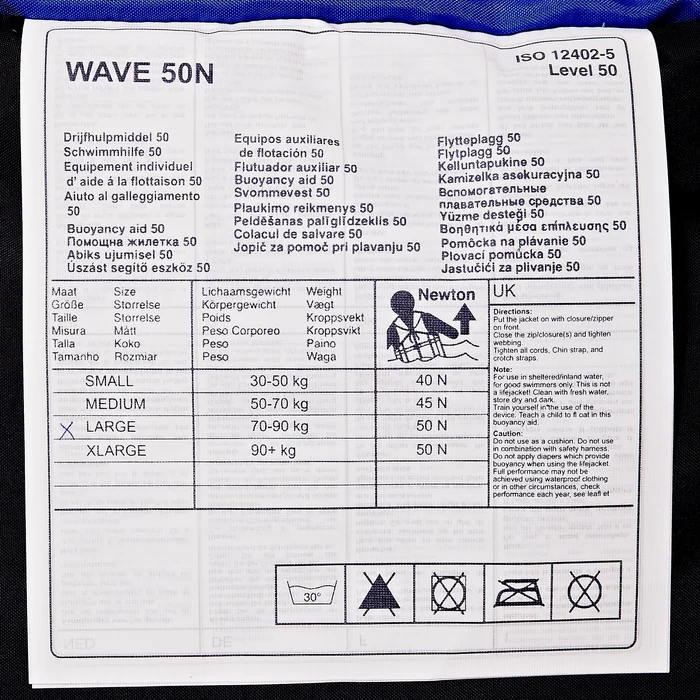 WAVE 50N
ISO 12402-5
Level 50
Drijfhulpmiddel 50
Schwimmhilfe 50
Equipement individuel
d' aide á la flottaison 50
Aiuto al galleggiamento
50
Buoyancy aid 50
Помощна жилетка 50
Abiks ujumisel 50
Úszást segítő eszköz 50
Equipos auxiliares
de flotación 50
Flutuador auxiliar 50
Buoyancy aid 50
Svommevest 50
Plaukimo reikmenys 50
Peldēšanas palīglīdzeklis 50
Colacul de salvare 50
Jopič za pomoč pri plavanju 50
Flytteplagg 50
Flytplagg 50
Kelluntapukine 50
Kamizelka asekuracyjna 50
Вспомогательные
плавательные средства 50
Yüzme desteği 50
Βοηθητικά μέσα επίπλευσης 50
Pomôcka na plávanie 50
Plovací pomůcka 50
Jastučići za plivanje 50
Maat Size
Größe Størrelse
Taille Størrelse
Misura Mått
Talla Koko
Tamanho Rozmiar
Lichaamsgewicht Weight
Körpergewicht Vægt
Poids Kroppsvekt
Peso Corporeo Kroppsvikt
Peso Paino
Peso Waga
Newton
SMALL 30-50 kg 40 N
MEDIUM 50-70 kg 45 N
X LARGE 70-90 kg 50 N
XLARGE 90+ kg 50 N
UK
Directions:
Put the jacket on with closure/zipper
on front.
Close the zip/closure(s) and tighten
webbing.
Tighten all cords, Chin strap, and
crotch straps.
Note:
For use in sheltered/inland water,
for good swimmers only. This is not
a lifejacket! Clean with fresh water,
store dry and dark.
Train yourself in the use of the
device. Teach a child to float in this
buoyancy aid.
Caution:
Do not use as a cushion. Do not use
in combination with safety harness.
Do not apply diapers which provide
buoyancy when using the lifejacket.
Full performance may not be
achieved using waterproof clothing
or in other circumstances, check
performance each year, see leaflet
30°
NED
DE
F